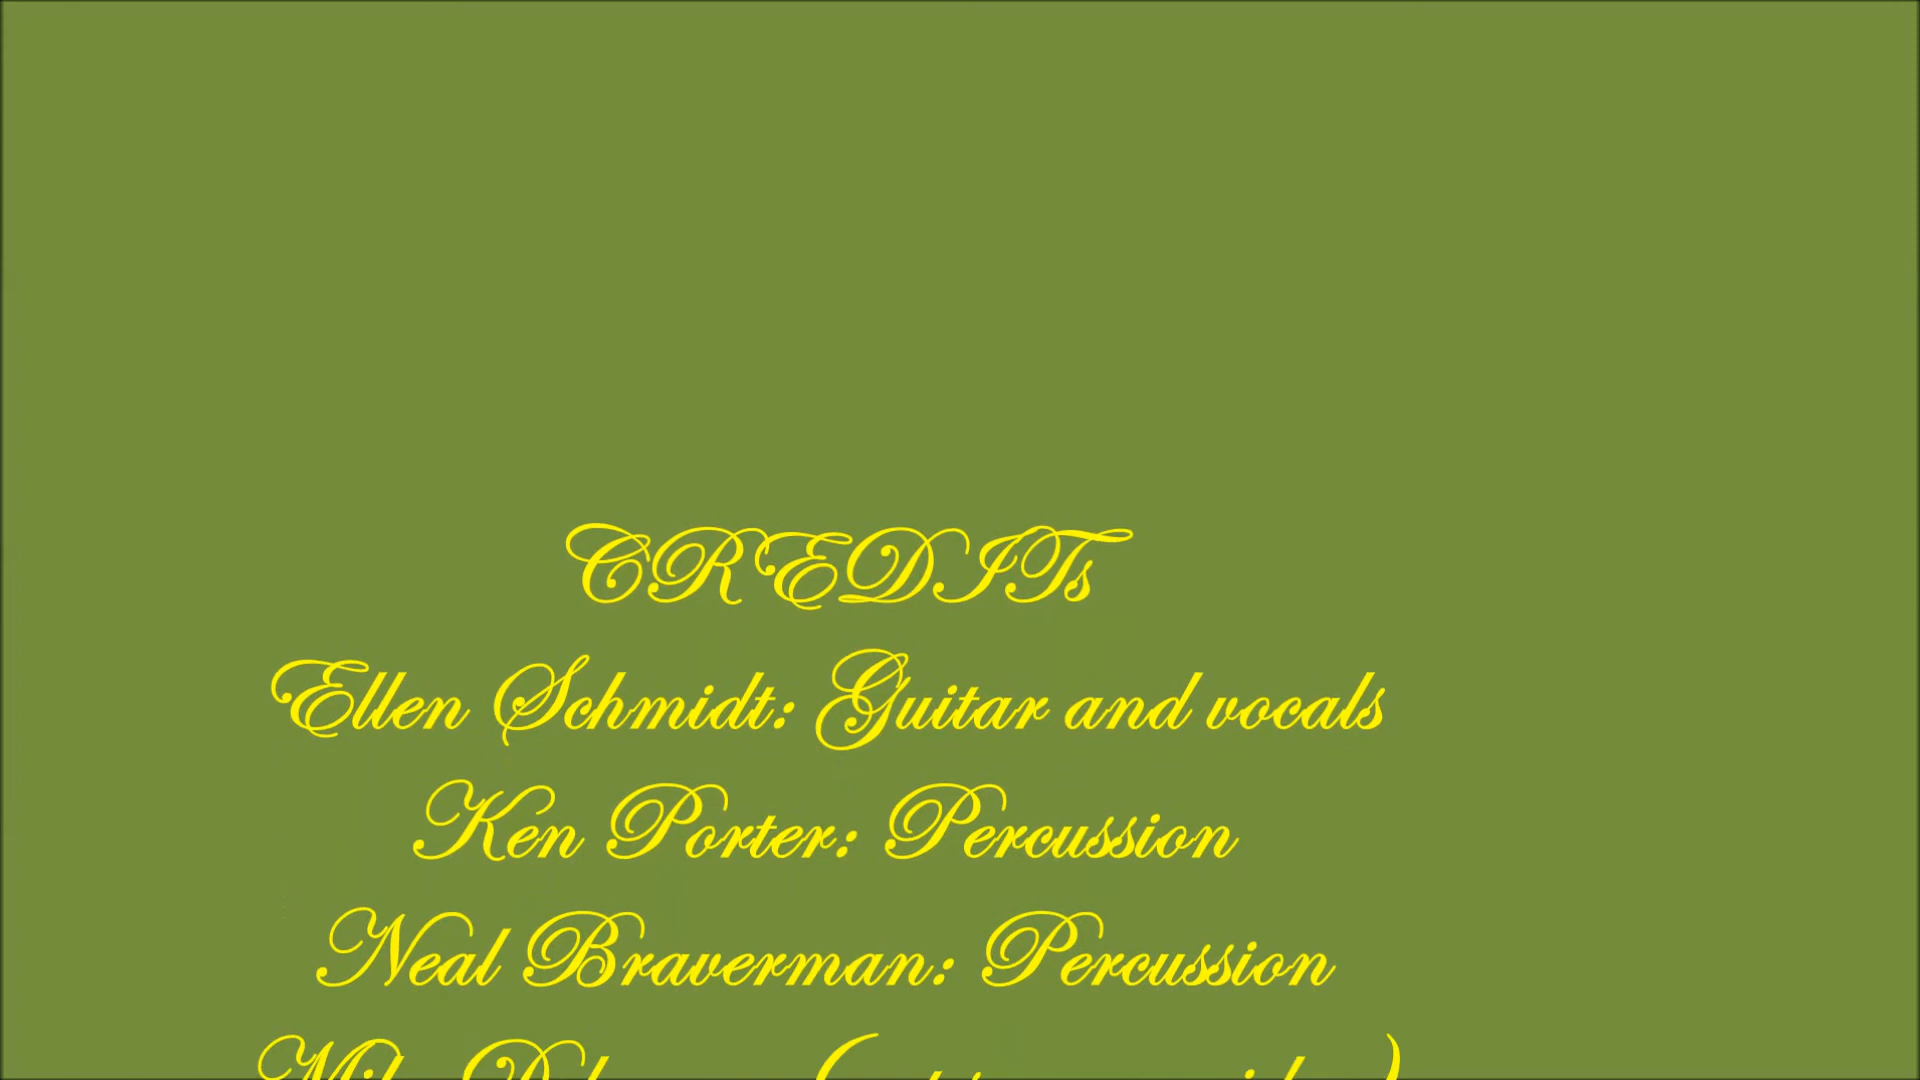 CREDITs
Ellen Schmidt: Guitar and vocals
Ken Porter: Percussion
Neal Braverman: Percussion